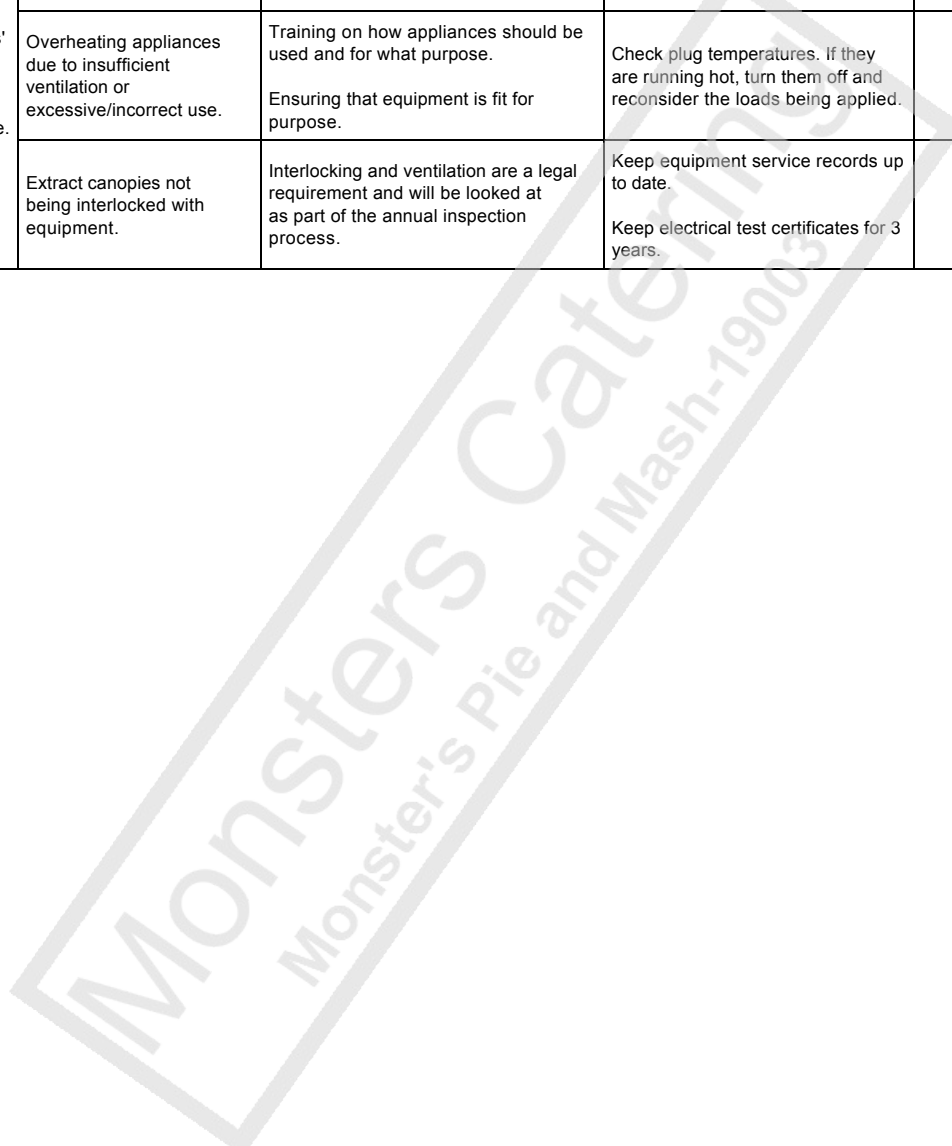 Overheating appliances
due to insufficient
ventilation or
excessive/incorrect use.
Training on how appliances should be
used and for what purpose.
Ensuring that equipment is fit for
purpose.
Check plug temperatures. If they
are running hot, turn them off and
reconsider the loads being applied.
Extract canopies not
being interlocked with
equipment.
Interlocking and ventilation are a legal
requirement and will be looked at
as part of the annual inspection
process.
Keep equipment service records up
to date.
Keep electrical test certificates for 3
years.
Monsters Catering
Monster's Pie and Mash-19003